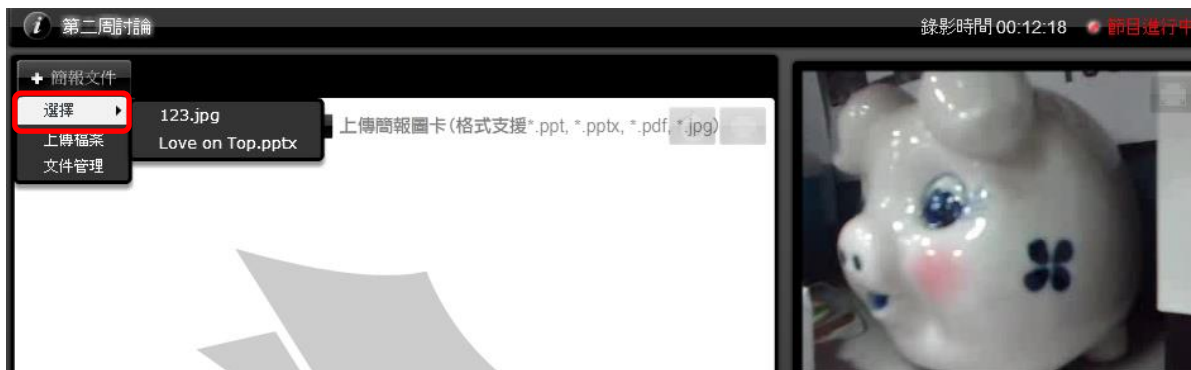 第二周討論
錄影時間 00:12:18 節目進行中
簡報文件
選擇
123.jpg
上傳簡報圖卡(格式支援*.ppt, *.pptx, *.pdf, *.jpg)
上傳檔案
Love on Top.pptx
文件管理